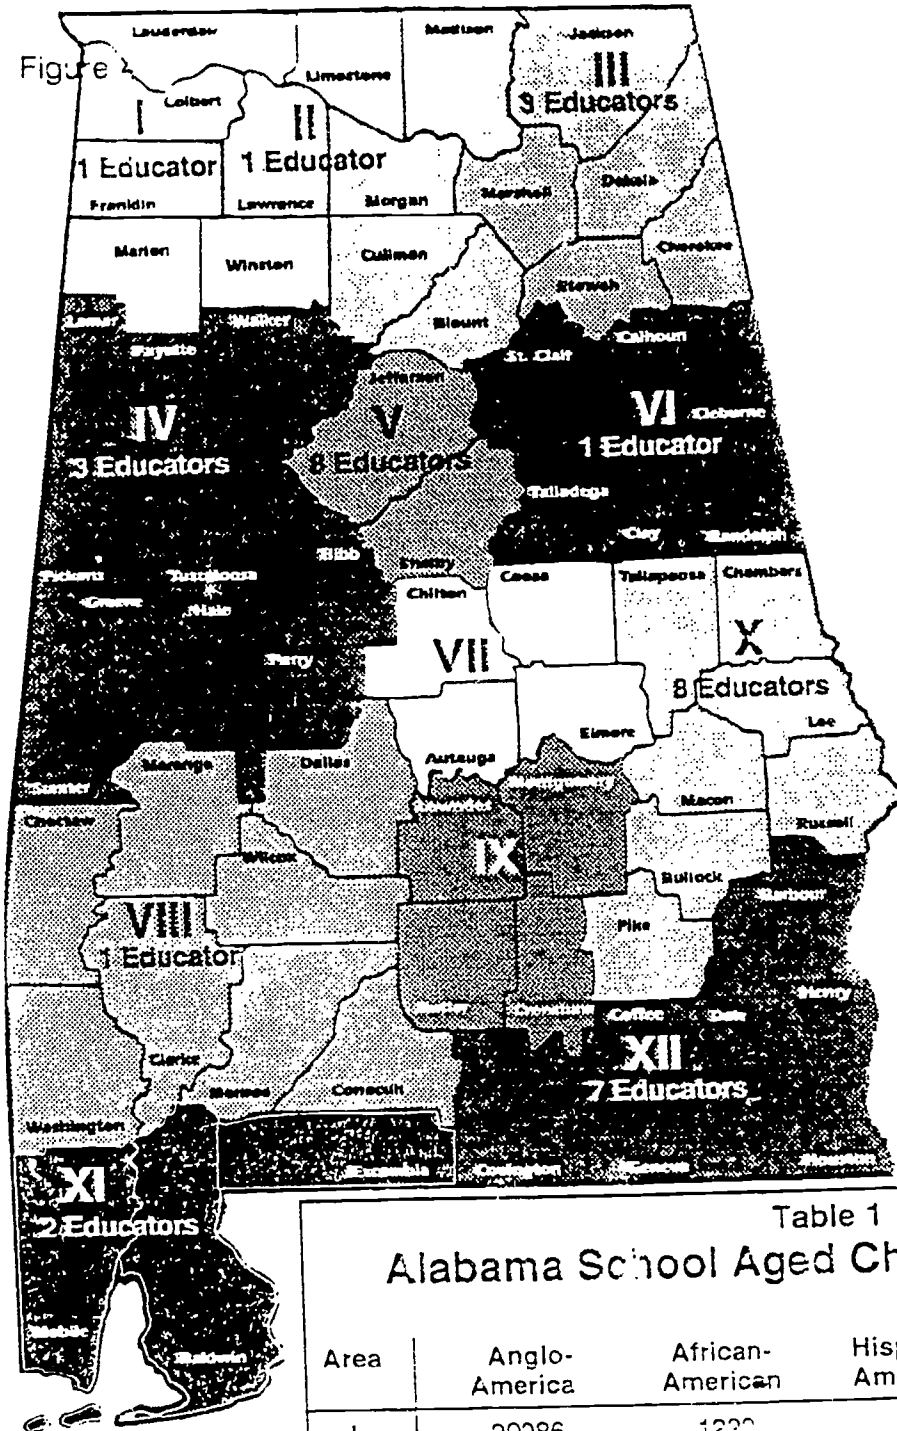 Lauderdale
Madison
Jackson
Figure
III
Limestone
3 Educators
Colbert
I
II
1 Educator
1 Educator
Marshall
Dekalb
Franklin
Lawrence
Morgan
Marion
Winston
Cullman
Cherokee
Etowah
Lamar
Walker
Blount
Calhoun
Fayette
St. Clair
Jefferson
IV
V
VI
Cleburne
3 Educators
8 Educators
1 Educator
Talladega
Clay
Randolph
Bibb
Shelby
Pickens
Tuscaloosa
Coosa
Tallapoosa
Chambers
Greene
Hale
Chilton
X
Perry
VII
8 Educators
Lee
Elmore
Marengo
Dallas
Autauga
Sumter
Macon
Choctaw
Russell
Wilcox
IX
Bullock
Barbour
VIII
Pike
1 Educator
Henry
Coffee
Dale
XII
Clarke
7 Educators
Monroe
Conecuh
Washington
Escambia
Covington
XI
2 Educators
Table 1
Alabama School Aged Ch
Mobile
Baldwin
Area
Anglo-
America
African-
American
Hisp
Am